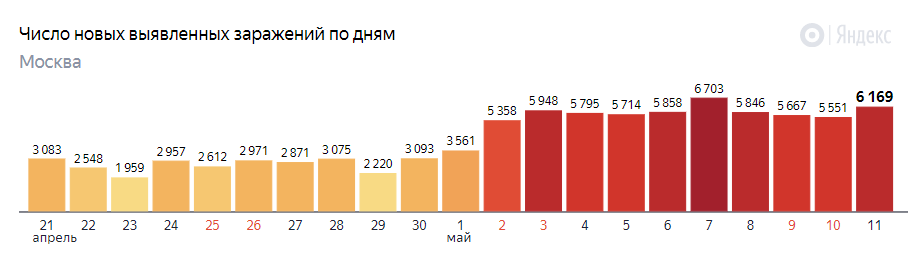 Число новых выявленных заражений по дням
Яндекс
Москва
3 083 2 548 1 959 2 957 2 612 2 971 2 871 3 075 2 220 3 093 3 561 5 358 5 948 5 795 5 714 5 858 6 703 5 846 5 667 5 551 6 169
21 22 23 24 25 26 27 28 29 30 1 2 3 4 5 6 7 8 9 10 11
апрель май